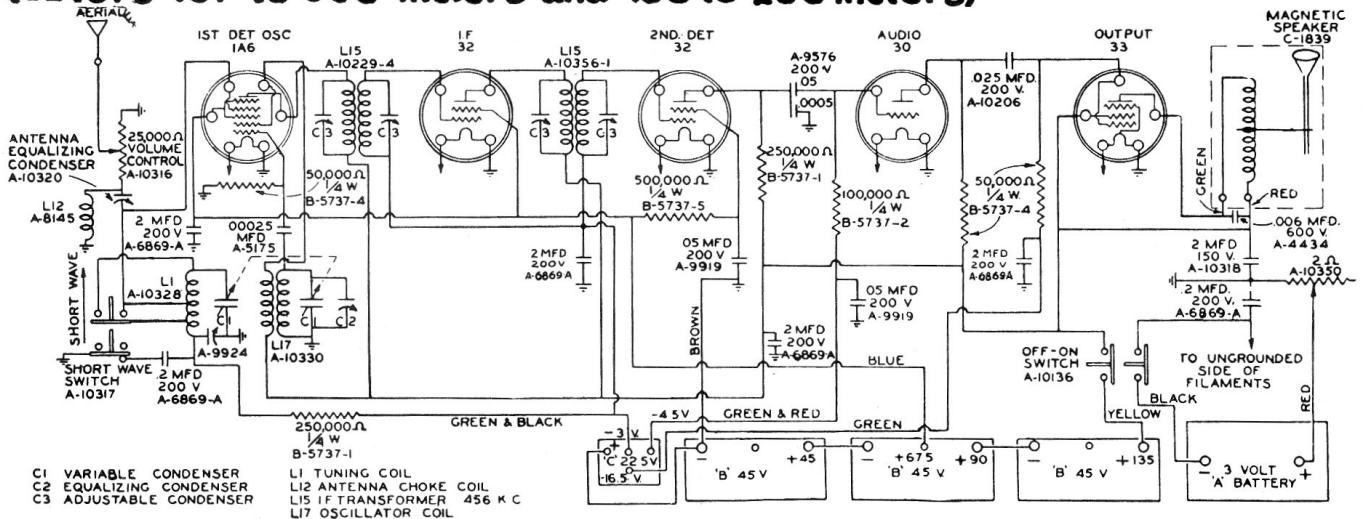 AERIAL
1ST DET OSC
1A6
L15
A-10229-4
I.F
32
L15
A-10356-1
2ND. DET
32
A-9576
200 V
.05
.0005
AUDIO
30
.025 MFD.
200 V.
A-10206
OUTPUT
33
MAGNETIC
SPEAKER
C-1839
ANTENNA
EQUALIZING
CONDENSER
A-10320
25,000 Ω
VOLUME
CONTROL
A-10316
C3
C3
C3
C3
L12
A-8145
.2 MFD
200 V
A-6869-A
50,000 Ω
1/4 W
B-5737-4
.00025
MFD
A-5175
500,000 Ω
1/4 W
B-5737-5
250,000 Ω
1/4 W
B-5737-1
100,000 Ω
1/4 W
B-5737-2
50,000 Ω
1/4 W.
B-5737-4
GREEN
RED
.006 MFD.
600 V.
A-4434
SHORT WAVE
L1
A-10328
C1
A-9924
L17
A-10330
C1
C2
.2 MFD
200 V
A-6869A
.05 MFD
200 V
A-9919
.05 MFD
200 V
A-9919
.2 MFD
200 V
A-6869A
.2 MFD
200 V
A-6869A
2 MFD
150 V.
A-10318
2 Ω
A-10350
.2 MFD.
200 V.
A-6869-A
SHORT WAVE
SWITCH
A-10317
.2 MFD
200 V
A-6869-A
BROWN
BLUE
OFF-ON
SWITCH
A-10136
TO UNGROUNDED
SIDE OF
FILAMENTS
BLACK
RED
YELLOW
250,000 Ω
1/4 W
B-5737-1
GREEN & BLACK
-4.5V
GREEN & RED
GREEN
- 3 V.
+
'C' 22.5V
-16.5 V.
-
+45
'B' 45 V
-
+67.5
+90
'B' 45 V
-
+135
'B' 45 V
-
3 VOLT
'A' BATTERY
+
C1 VARIABLE CONDENSER
C2 EQUALIZING CONDENSER
C3 ADJUSTABLE CONDENSER
L1 TUNING COIL
L12 ANTENNA CHOKE COIL
L15 I F TRANSFORMER 456 K C
L17 OSCILLATOR COIL